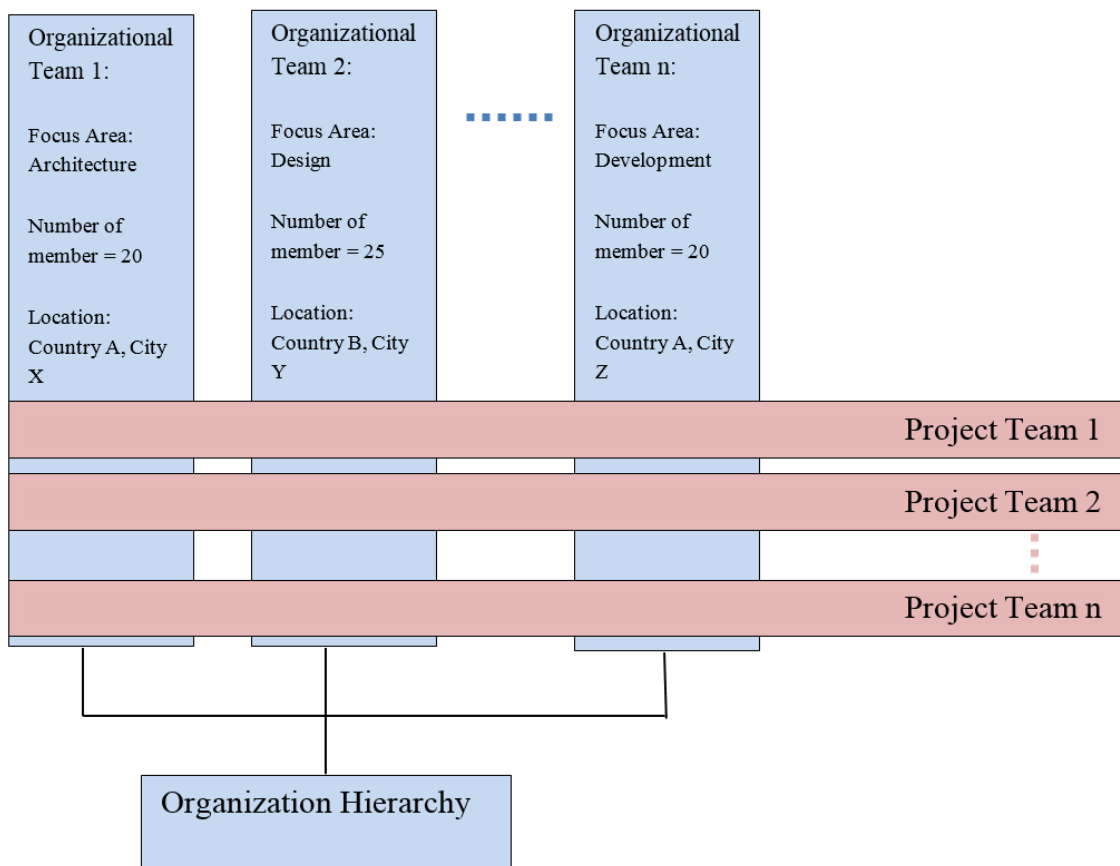 Organizational
Team 1:
Focus Area:
Architecture
Number of
member = 20
Location:
Country A, City
X
Organizational
Team 2:
Focus Area:
Design
Number of
member = 25
Location:
Country B, City
Y
Organizational
Team n:
Focus Area:
Development
Number of
member = 20
Location:
Country A, City
Z
Project Team 1
Project Team 2
Project Team n
Organization Hierarchy